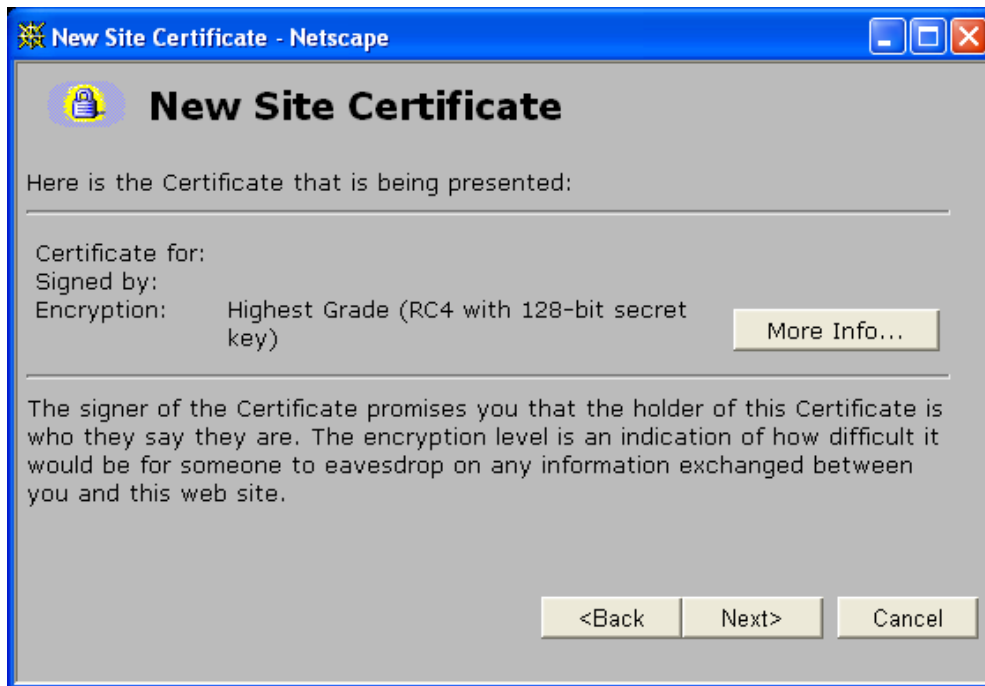 New Site Certificate - Netscape
New Site Certificate
Here is the Certificate that is being presented:
Certificate for:
Signed by:
Encryption: Highest Grade (RC4 with 128-bit secret
key)
More Info...
The signer of the Certificate promises you that the holder of this Certificate is
who they say they are. The encryption level is an indication of how difficult it
would be for someone to eavesdrop on any information exchanged between
you and this web site.
<Back Next> Cancel